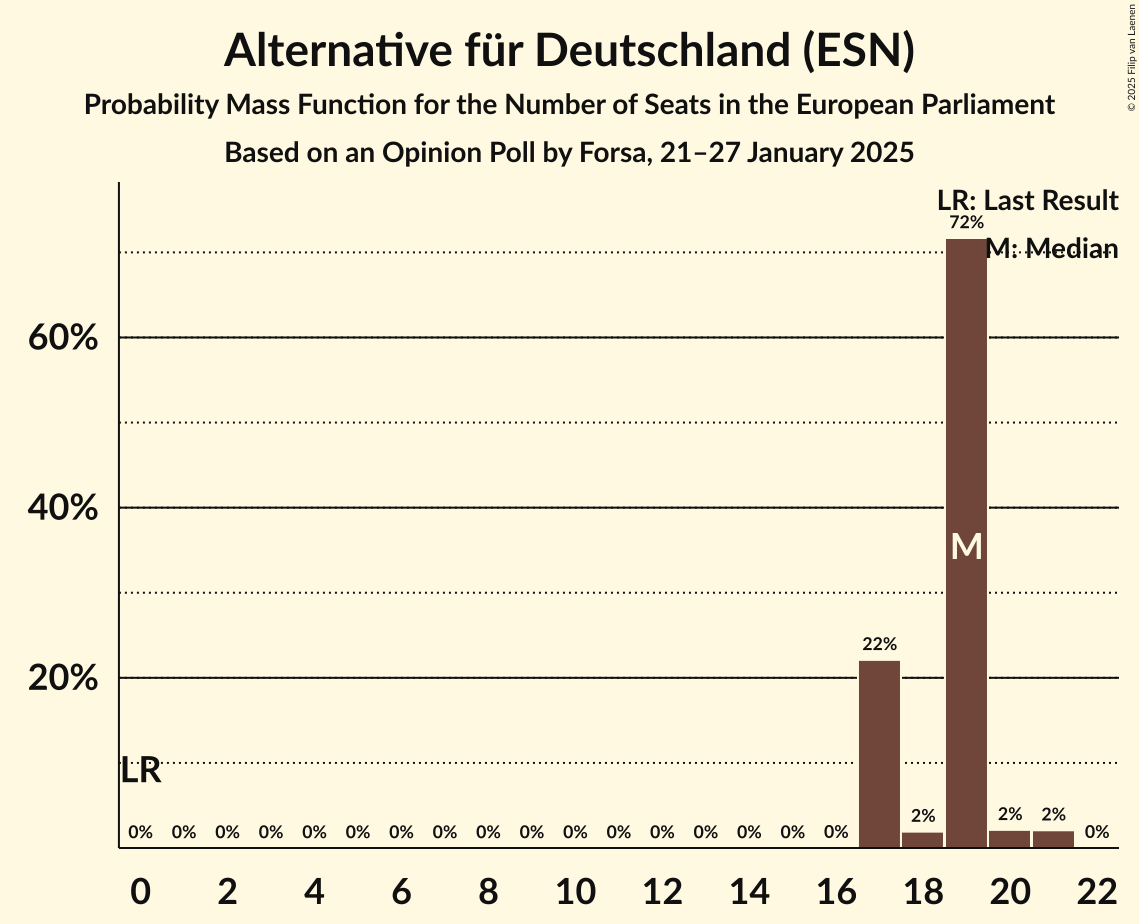 Alternative für Deutschland (ESN)
Probability Mass Function for the Number of Seats in the European Parliament
Based on an Opinion Poll by Forsa, 21–27 January 2025
© 2025 Filip van Laenen
LR: Last Result
M: Median
72%
60%
40%
M
22%
20%
LR
0% 0% 0% 0% 0% 0% 0% 0% 0% 0% 0% 0% 0% 0% 0% 0% 0% 2% 2% 2% 0%
0 2 4 6 8 10 12 14 16 18 20 22